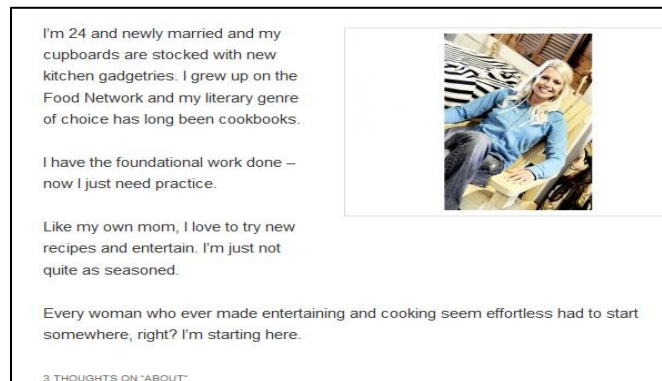 I'm 24 and newly married and my
cupboards are stocked with new
kitchen gadgetries. I grew up on the
Food Network and my literary genre
of choice has long been cookbooks.
I have the foundational work done –
now I just need practice.
Like my own mom, I love to try new
recipes and entertain. I'm just not
quite as seasoned.
Every woman who ever made entertaining and cooking seem effortless had to start
somewhere, right? I'm starting here.
3 THOUGHTS ON "ABOUT"